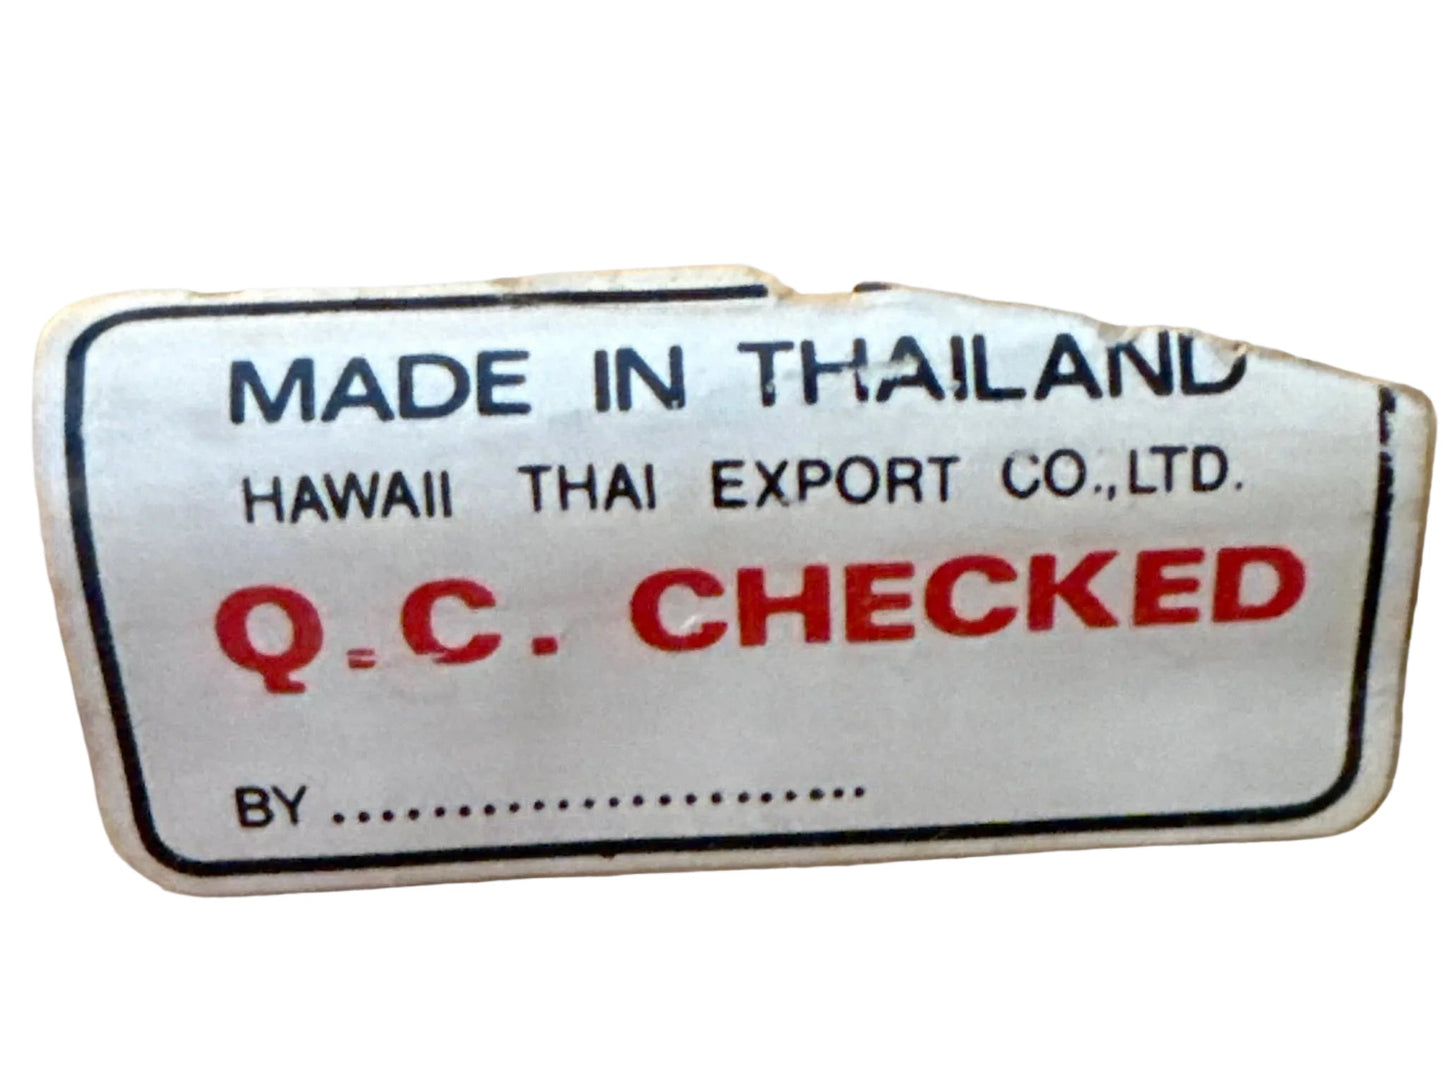 MADE IN THAILAND
HAWAII THAI EXPORT CO.,LTD.
Q.C. CHECKED
BY .........................